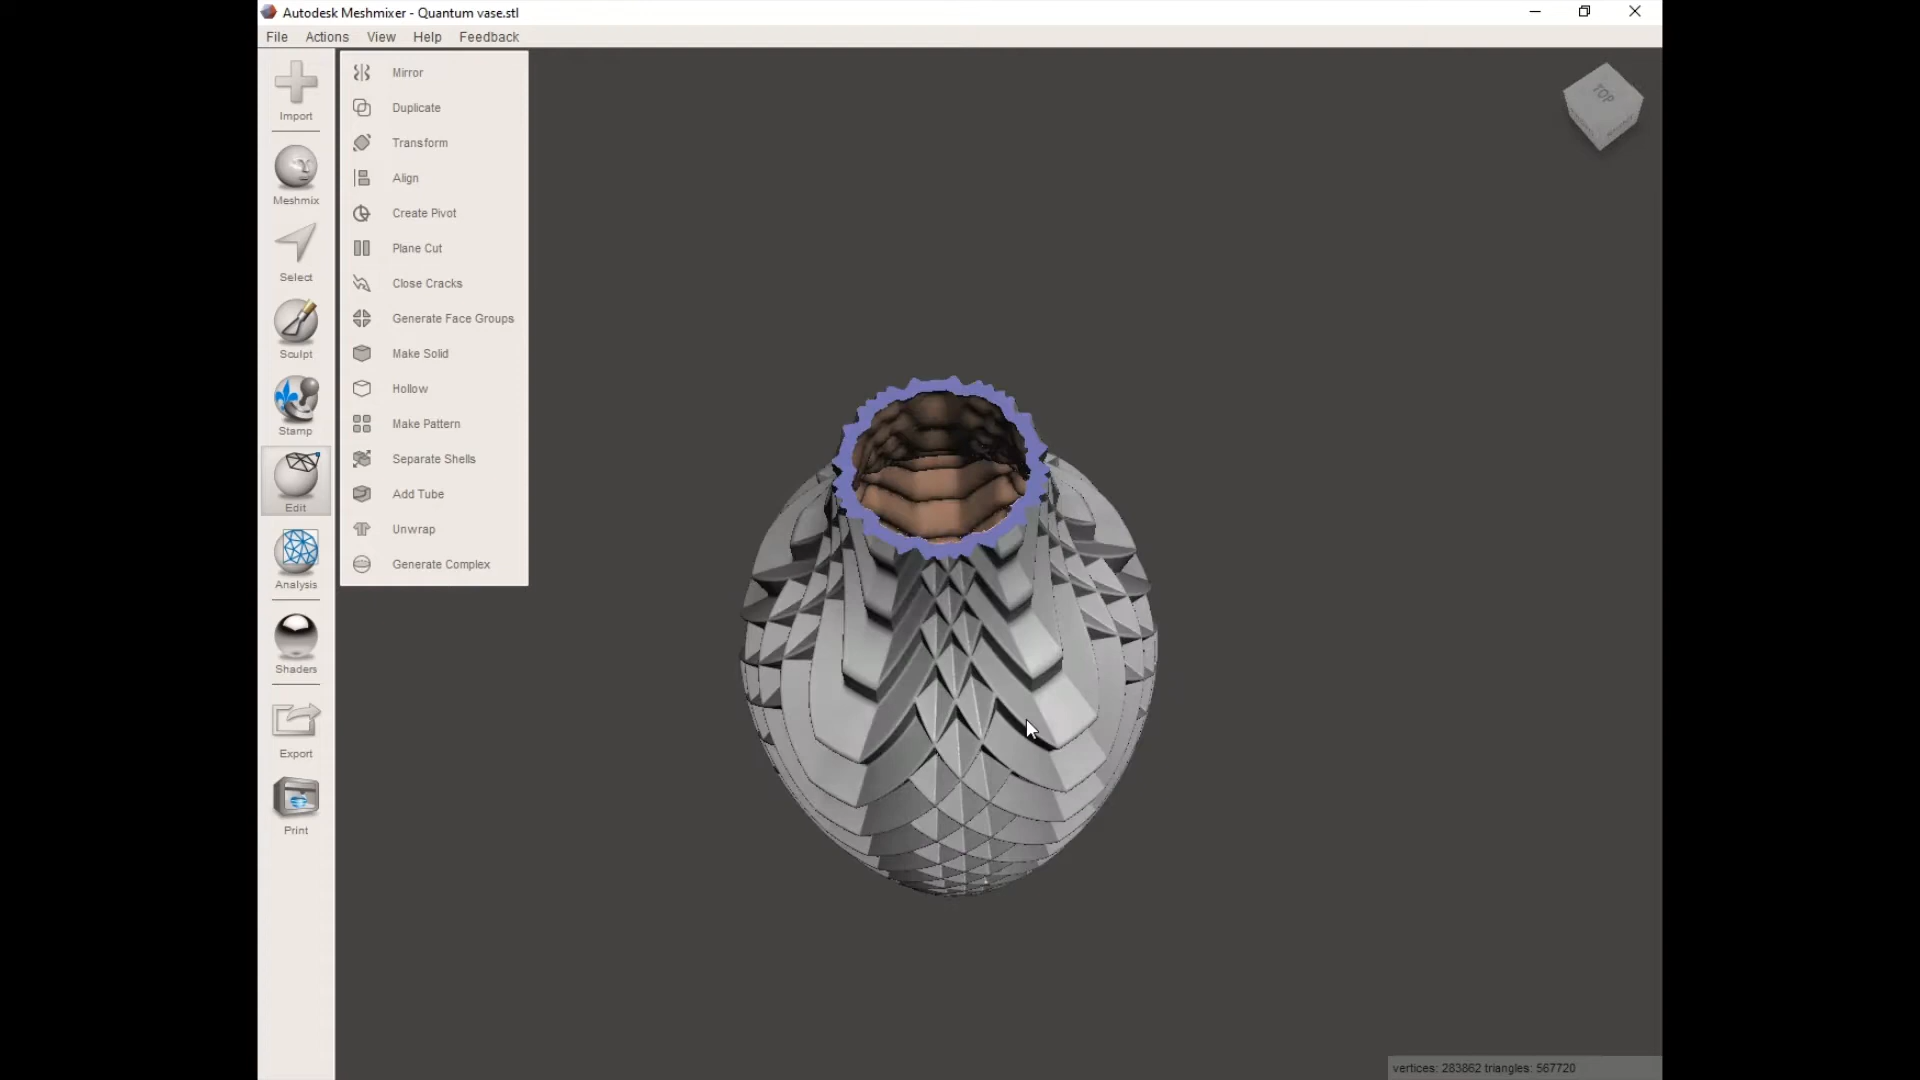 Autodesk Meshmixer - Quantum vase.stl
File Actions View Help Feedback
Import
Meshmix
Select
Sculpt
Stamp
Edit
Analysis
Shaders
Export
Print
Mirror
Duplicate
Transform
Align
Create Pivot
Plane Cut
Close Cracks
Generate Face Groups
Make Solid
Hollow
Make Pattern
Separate Shells
Add Tube
Unwrap
Generate Complex
TOP
vertices: 283862 triangles: 567720